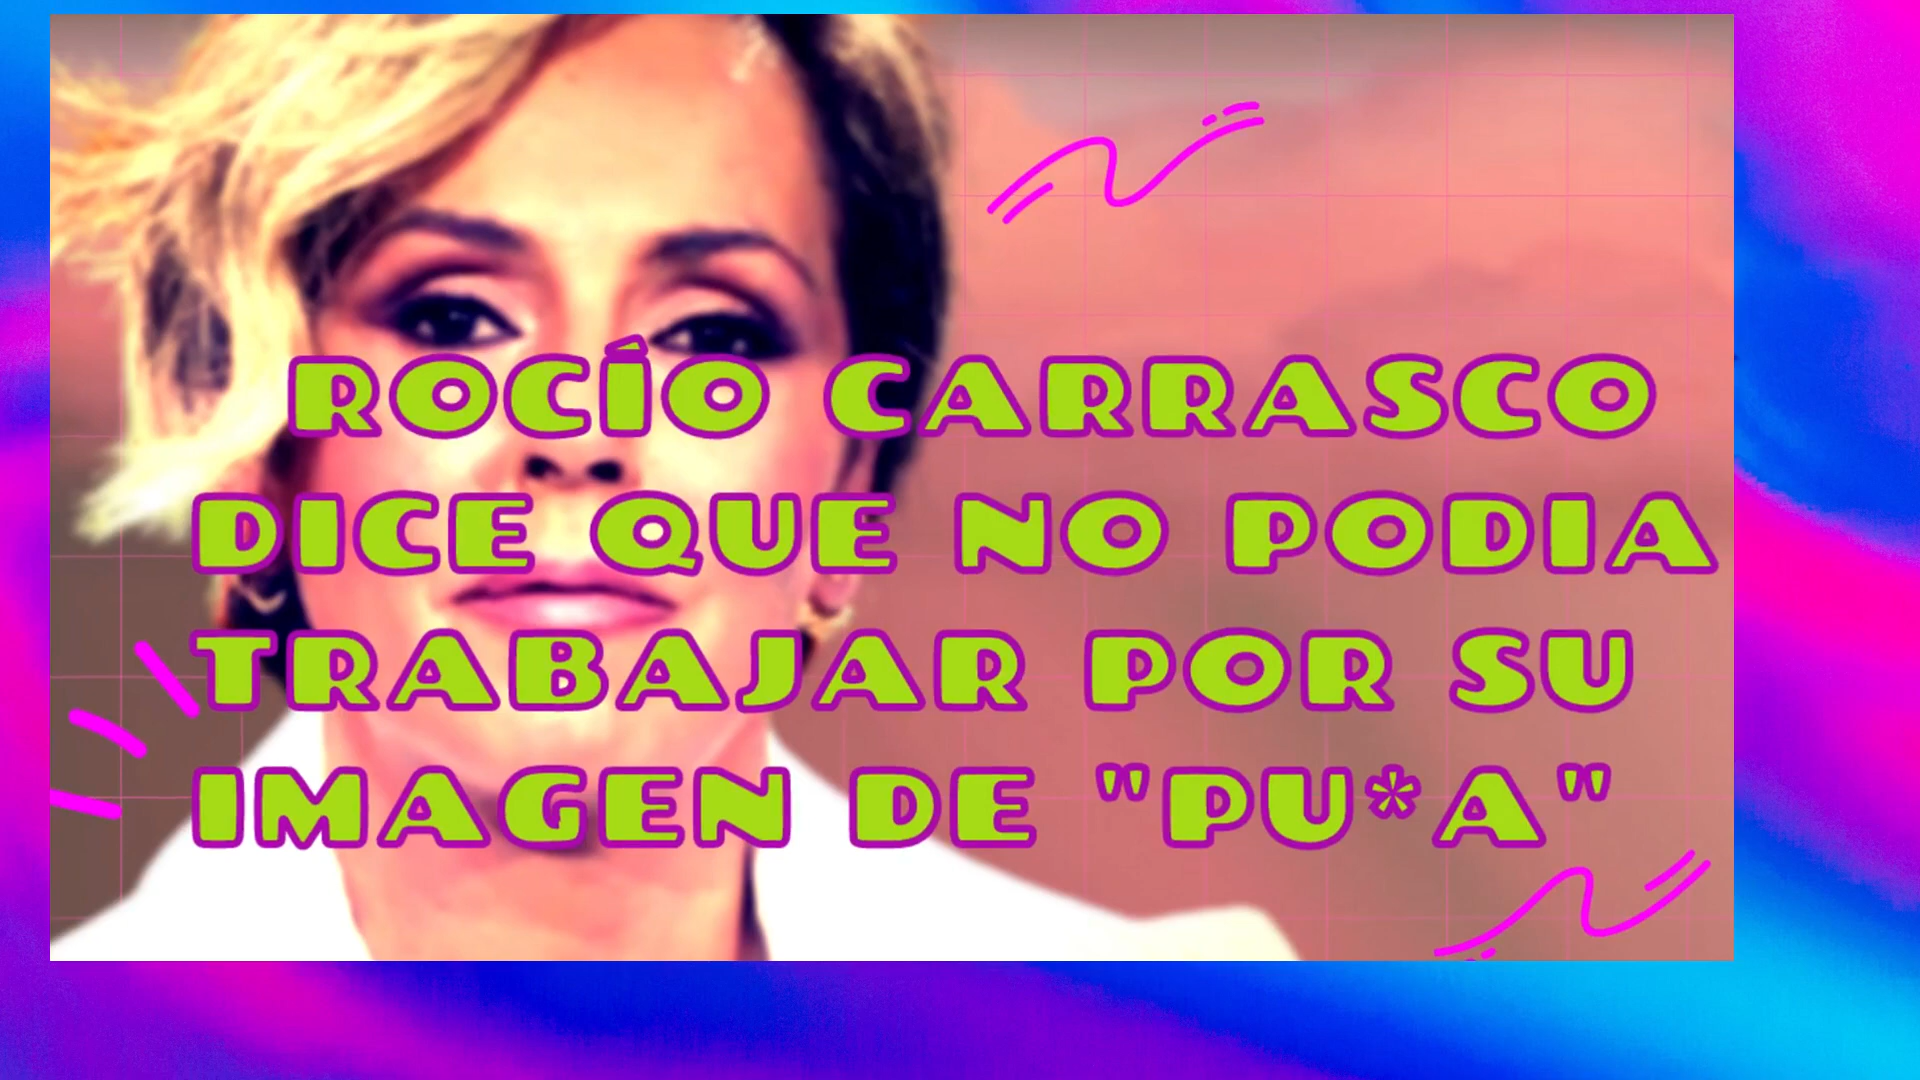 ROCÍO CARRASCO
DICE QUE NO PODIA
TRABAJAR POR SU
IMAGEN DE "PU*A"